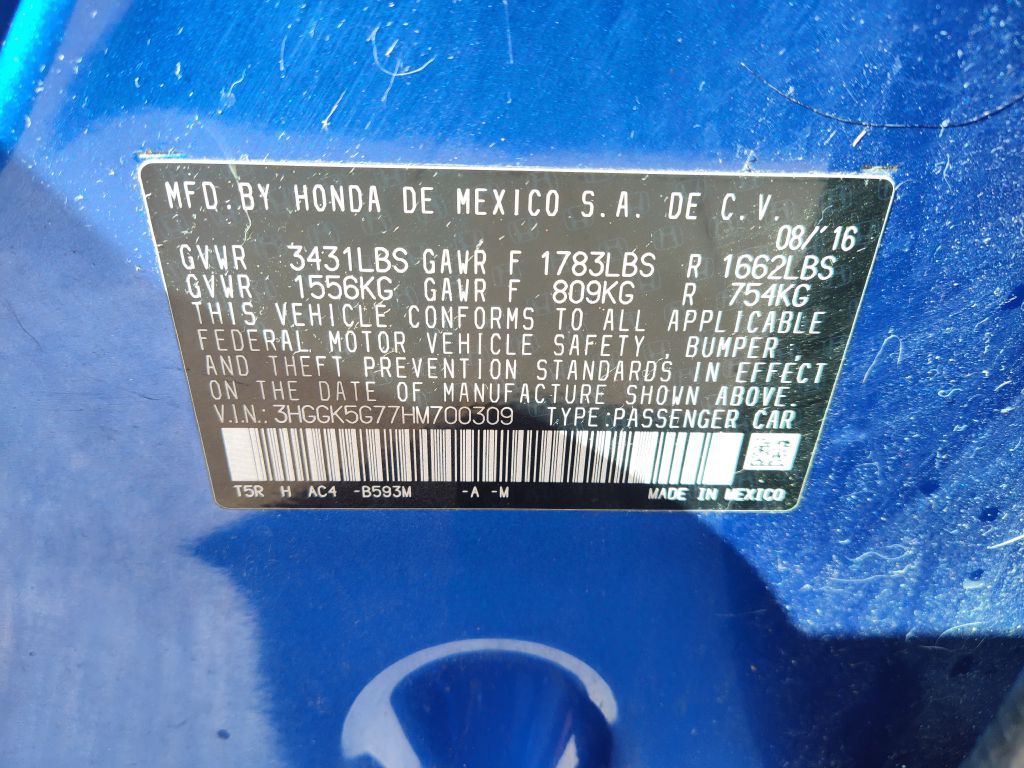 MFD. BY HONDA DE MEXICO S.A. DE C.V.
08/'16
GVWR 3431LBS GAWR F 1783LBS R 1662LBS
GVWR 1556KG GAWR F 809KG R 754KG
THIS VEHICLE CONFORMS TO ALL APPLICABLE
FEDERAL MOTOR VEHICLE SAFETY, BUMPER,
AND THEFT PREVENTION STANDARDS IN EFFECT
ON THE DATE OF MANUFACTURE SHOWN ABOVE.
V.I.N.: 3HGGK5G77HM700309 TYPE:PASSENGER CAR
T5R H AC4 -B593M -A -M MADE IN MEXICO